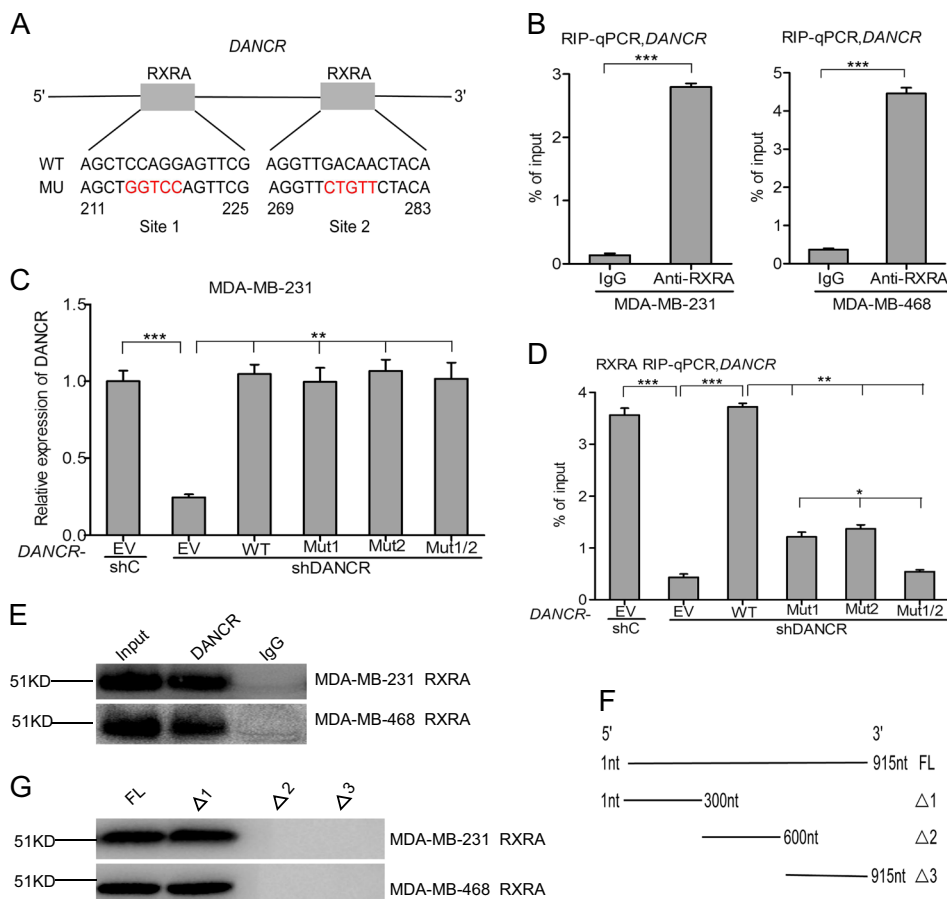 A
DANCR
RXRA RXRA
5' 3'
WT AGCTCCAGGAGTTCG AGGTTGACAACTACA
MU AGCTGGTCCAGTTCG AGGTTCTGTTCTACA
211 225 269 283
Site 1 Site 2
B
RIP-qPCR,DANCR
***
% of input
3
2
1
0
IgG Anti-RXRA
MDA-MB-231
RIP-qPCR,DANCR
***
% of input
5
4
3
2
1
0
IgG Anti-RXRA
MDA-MB-468
C
MDA-MB-231
Relative expression of DANCR
1.5
1.0
0.5
0.0
*** **
DANCR- EV EV WT Mut1 Mut2 Mut1/2
shC shDANCR
D
RXRA RIP-qPCR,DANCR
*** *** **
*
% of input
4
3
2
1
0
DANCR- EV EV WT Mut1 Mut2 Mut1/2
shC shDANCR
E
Input DANCR IgG
51KD MDA-MB-231 RXRA
51KD MDA-MB-468 RXRA
F
5' 3'
1nt 915nt FL
1nt 300nt △1
600nt △2
915nt △3
G
FL △1 △2 △3
51KD MDA-MB-231 RXRA
51KD MDA-MB-468 RXRA